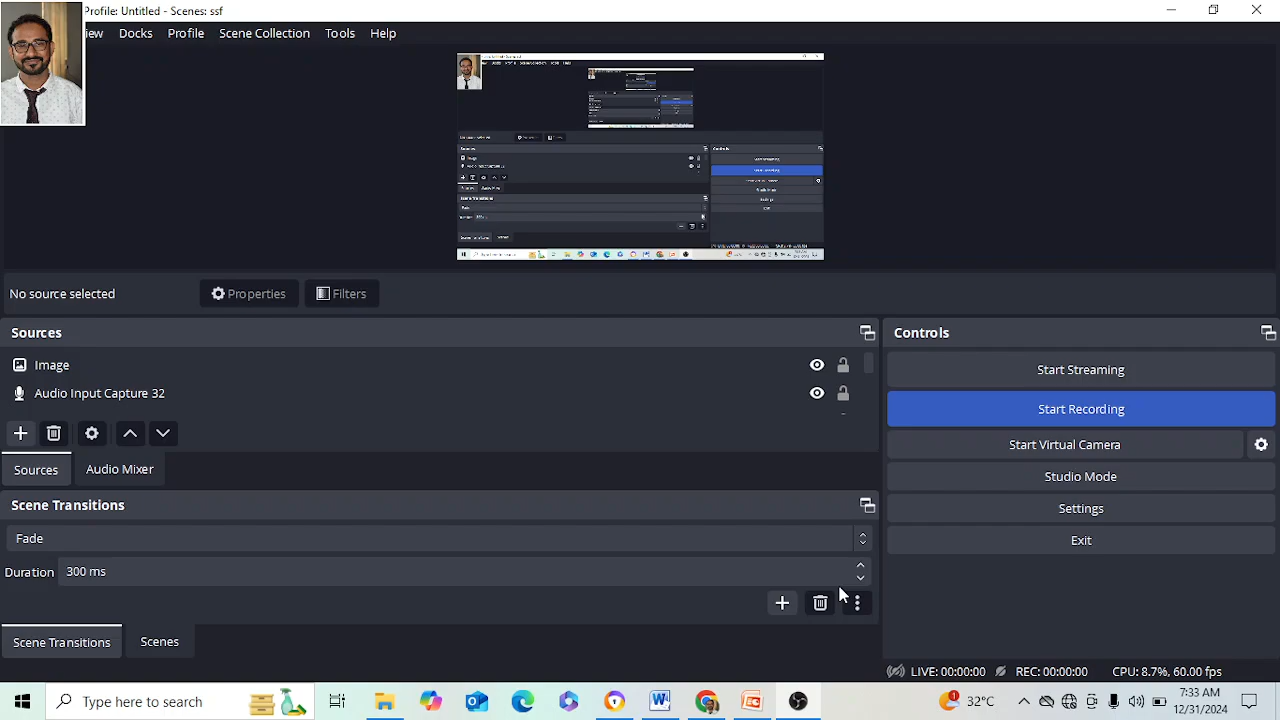 Profile: Untitled - Scenes: ssf
Docks Profile Scene Collection Tools Help
No source selected
Properties
Filters
Sources
Controls
Image
Audio Input Capture 32
Start Streaming
Start Recording
Start Virtual Camera
Studio Mode
Settings
Exit
Sources
Audio Mixer
Scene Transitions
Fade
Duration
300 ms
Scene Transitions
Scenes
LIVE: 00:00:00
REC: 00:00:00
CPU: 8.7%, 60.00 fps
Type here to search
1
32°C
7:33 AM
12/31/2024